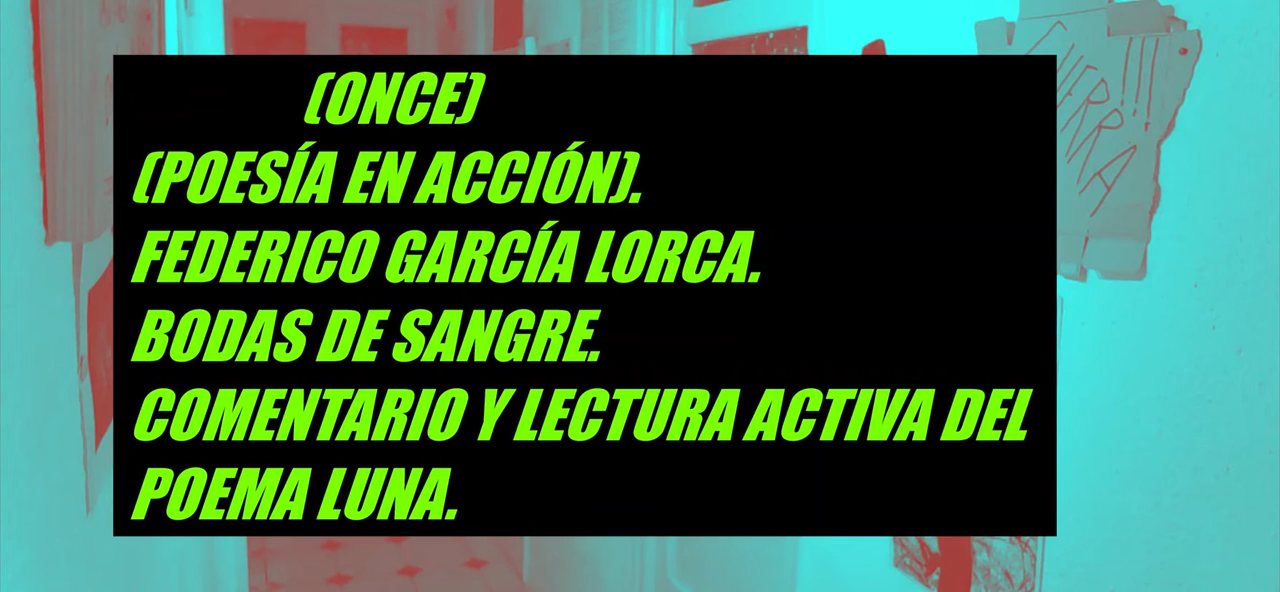 (ONCE)
(POESÍA EN ACCIÓN).
FEDERICO GARCÍA LORCA.
BODAS DE SANGRE.
COMENTARIO Y LECTURA ACTIVA DEL
POEMA LUNA.